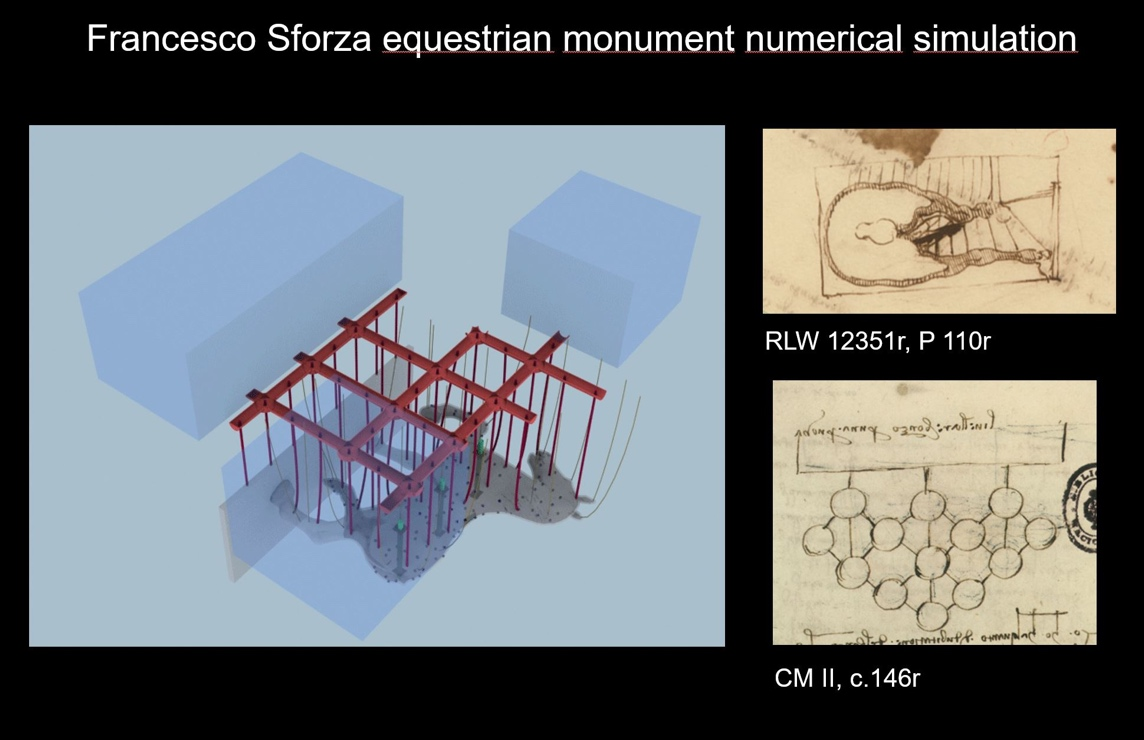 Francesco Sforza equestrian monument numerical simulation
RLW 12351r, P 110r
CM II, c.146r